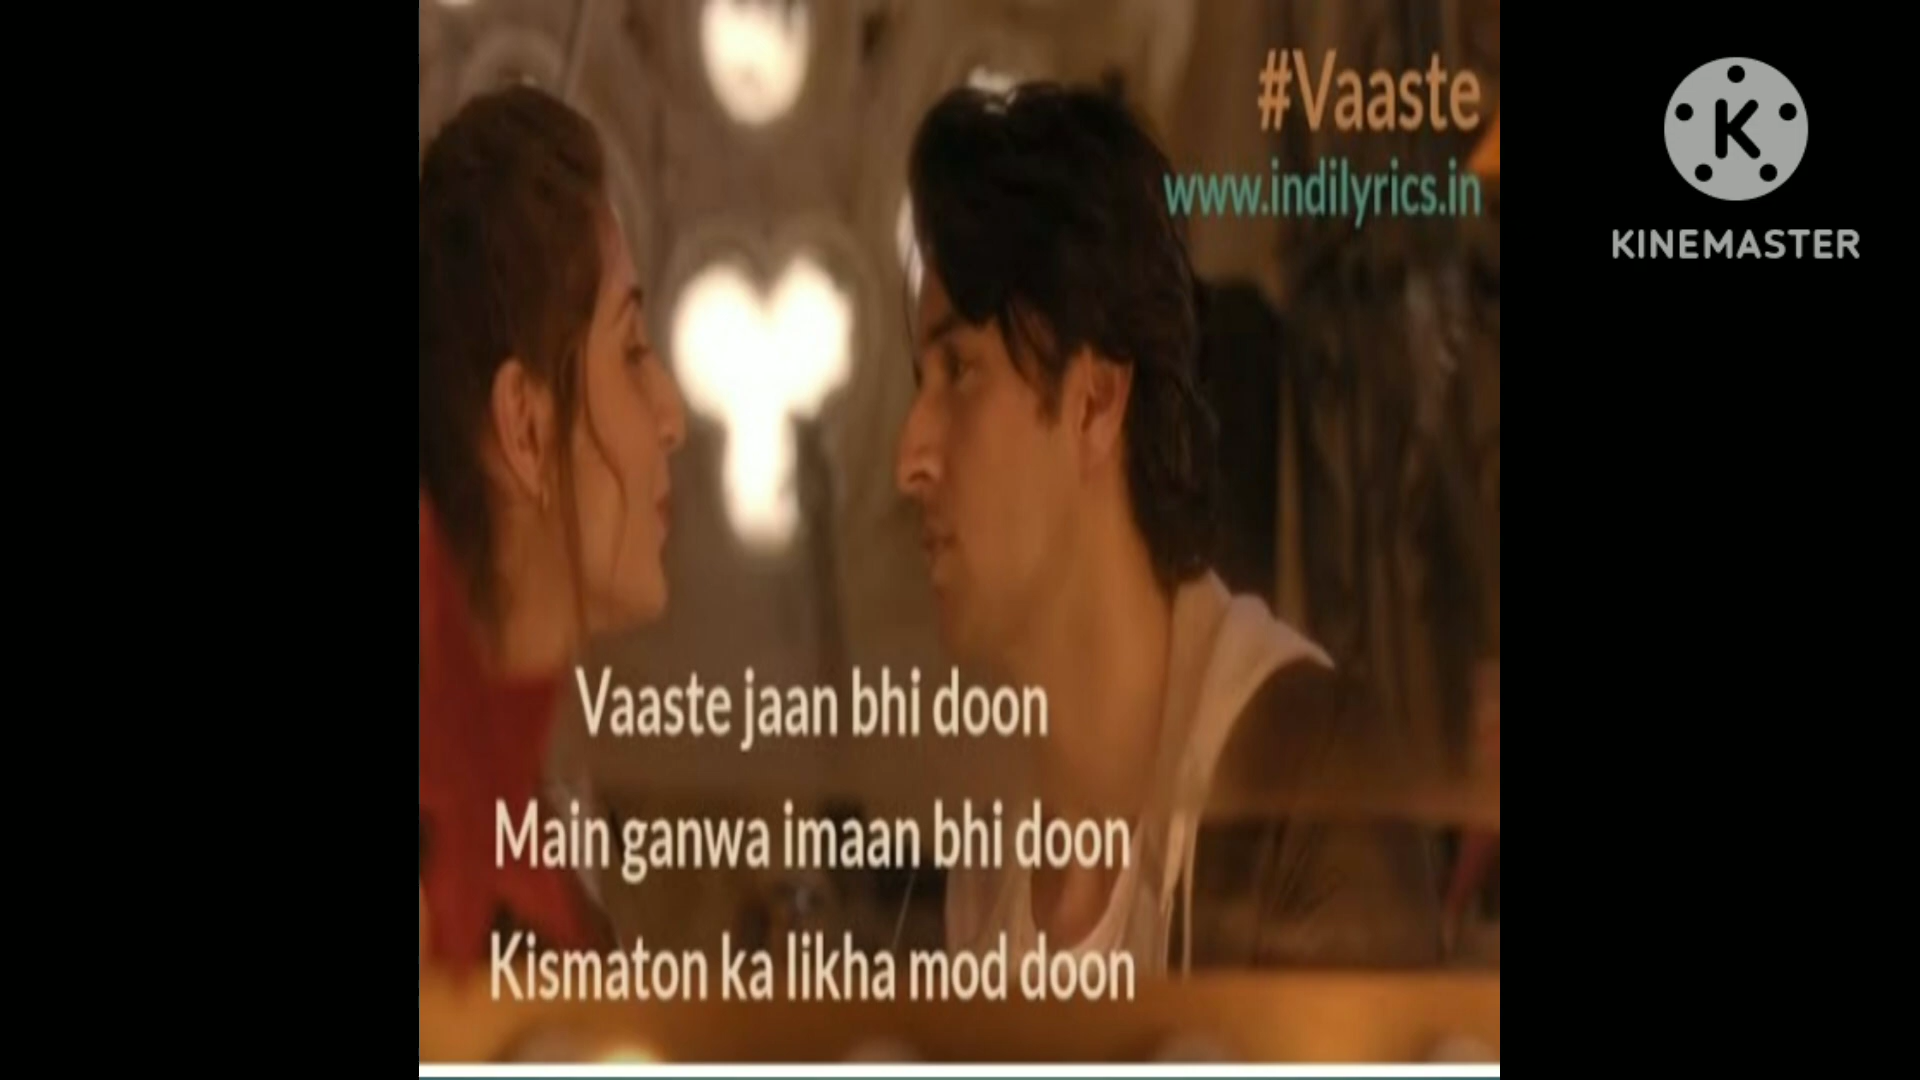 #Vaaste
www.indilyrics.in
K
KINEMASTER
Vaaste jaan bhi doon
Main ganwa imaan bhi doon
Kismaton ka likha mod doon